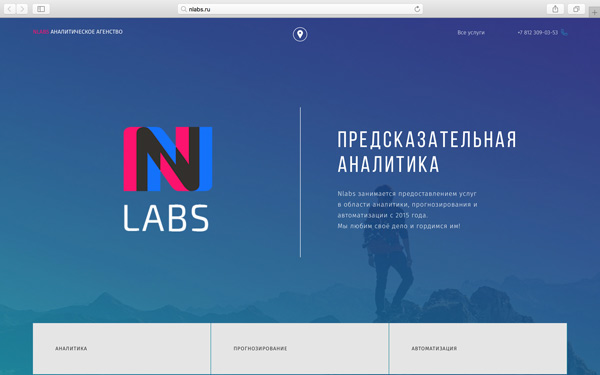 nlabs.ru
NLABS АНАЛИТИЧЕСКОЕ АГЕНСТВО
Все услуги
+7 812 309-03-53
N
LABS
ПРЕДСКАЗАТЕЛЬНАЯ
АНАЛИТИКА
Nlabs занимается предоставлением услуг
в области аналитики, прогнозирования и
автоматизации с 2015 года.
Мы любим своё дело и гордимся им!
АНАЛИТИКА
ПРОГНОЗИРОВАНИЕ
АВТОМАТИЗАЦИЯ